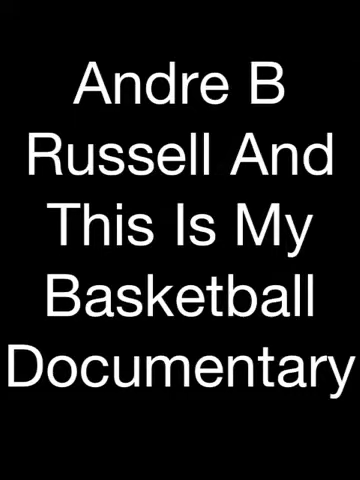 Andre B
Russell And
This Is My
Basketball
Documentary